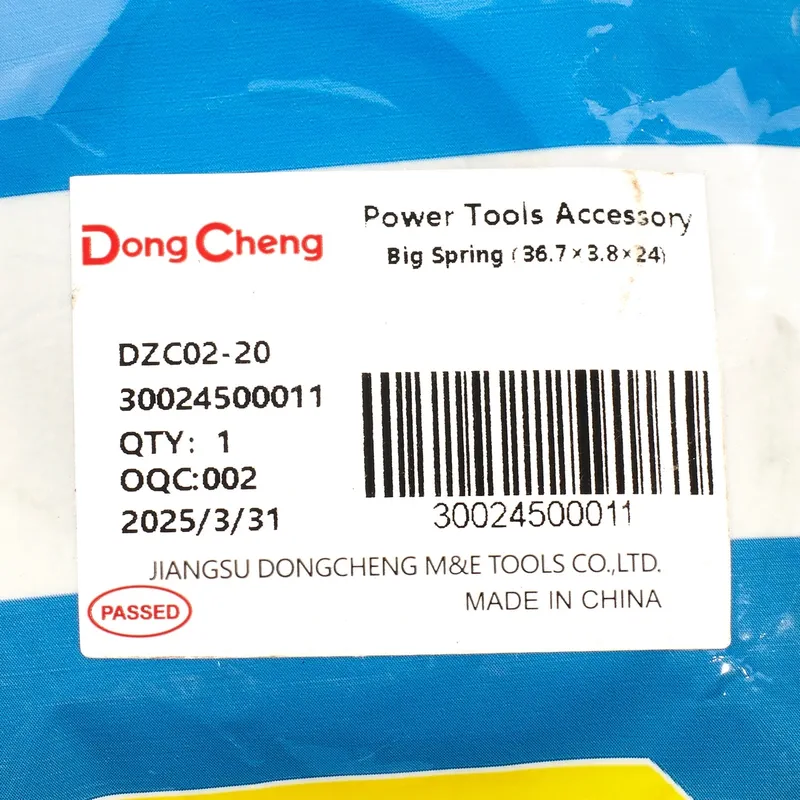 Dong Cheng
Power Tools Accessory
Big Spring (36.7×3.8×24)
DZC02-20
30024500011
QTY: 1
OQC:002
2025/3/31
30024500011
JIANGSU DONGCHENG M&E TOOLS CO.,LTD.
PASSED
MADE IN CHINA